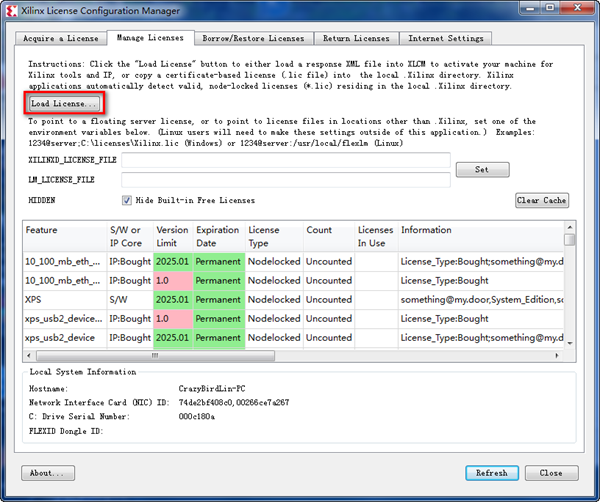 Xilinx License Configuration Manager
Acquire a License
Manage Licenses
Borrow/Restore Licenses
Return Licenses
Internet Settings
Instructions: Click the "Load License" button to either load a response XML file into XLCM to activate your machine for
Xilinx tools and IP, or copy a certificate-based license (.lic file) into the local .Xilinx directory. Xilinx
applications automatically detect valid, node-locked licenses (*.lic) residing in the local .Xilinx directory.
Load License...
To point to a floating server license, or to point to license files in locations other than .Xilinx, set one of the
environment variables below. (Linux users will need to make these settings outside of this application.) Examples:
1234@server;C:\licenses\Xilinx.lic (Windows) or 1234@server:/usr/local/flexlm (Linux)
XILINXD_LICENSE_FILE
Set
LM_LICENSE_FILE
HIDDEN
Hide Built-in Free Licenses
Clear Cache
Feature S/W or IP Core Version Limit Expiration Date License Type Count Licenses In Use Information
10_100_mb_eth_... IP:Bought 2025.01 Permanent Nodelocked Uncounted License_Type:Bought;something@my.d
10_100_mb_eth_... IP:Bought 1.0 Permanent Nodelocked Uncounted License_Type:Bought
XPS S/W 2025.01 Permanent Nodelocked Uncounted something@my.door,System_Edition,sc
xps_usb2_device... IP:Bought 1.0 Permanent Nodelocked Uncounted License_Type:Bought
xps_usb2_device IP:Bought 2025.01 Permanent Nodelocked Uncounted License_Type:Bought;something@my.d
Local System Information
Hostname: CrazyBirdLin-PC
Network Interface Card (NIC) ID: 74de2bf408c0,00266ce7a267
C: Drive Serial Number: 000c180a
FLEXID Dongle ID:
About...
Refresh
Close